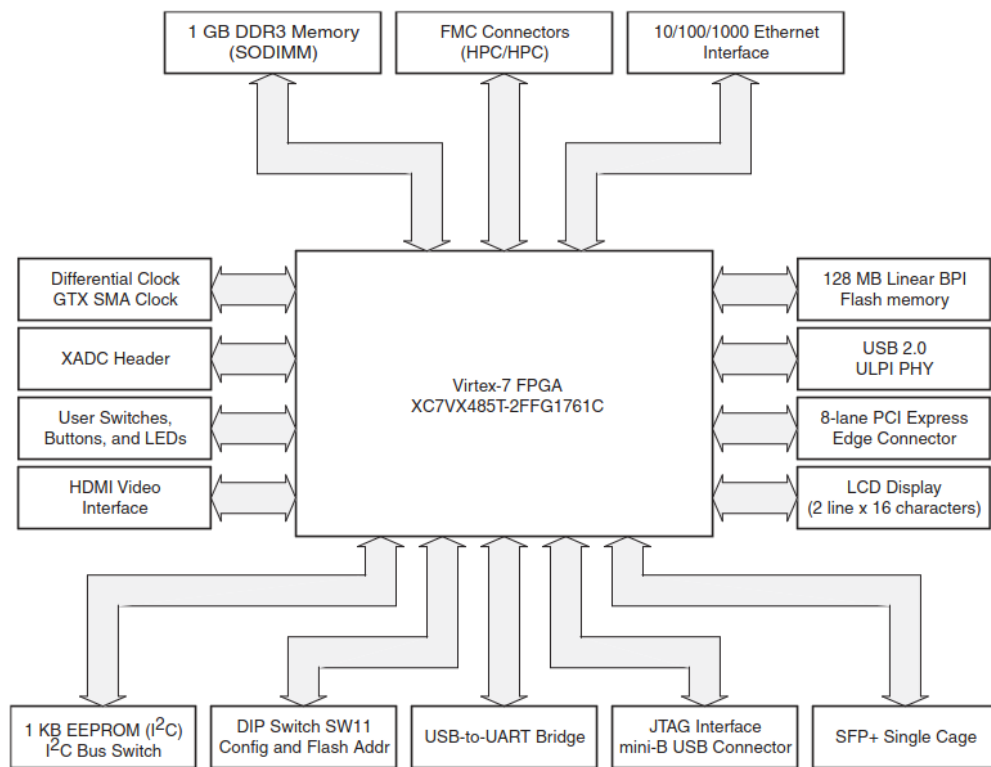 1 GB DDR3 Memory
(SODIMM)
FMC Connectors
(HPC/HPC)
10/100/1000 Ethernet
Interface
Differential Clock
GTX SMA Clock
XADC Header
User Switches,
Buttons, and LEDs
HDMI Video
Interface
Virtex-7 FPGA
XC7VX485T-2FFG1761C
128 MB Linear BPI
Flash memory
USB 2.0
ULPI PHY
8-lane PCI Express
Edge Connector
LCD Display
(2 line x 16 characters)
1 KB EEPROM (I²C)
I²C Bus Switch
DIP Switch SW11
Config and Flash Addr
USB-to-UART Bridge
JTAG Interface
mini-B USB Connector
SFP+ Single Cage